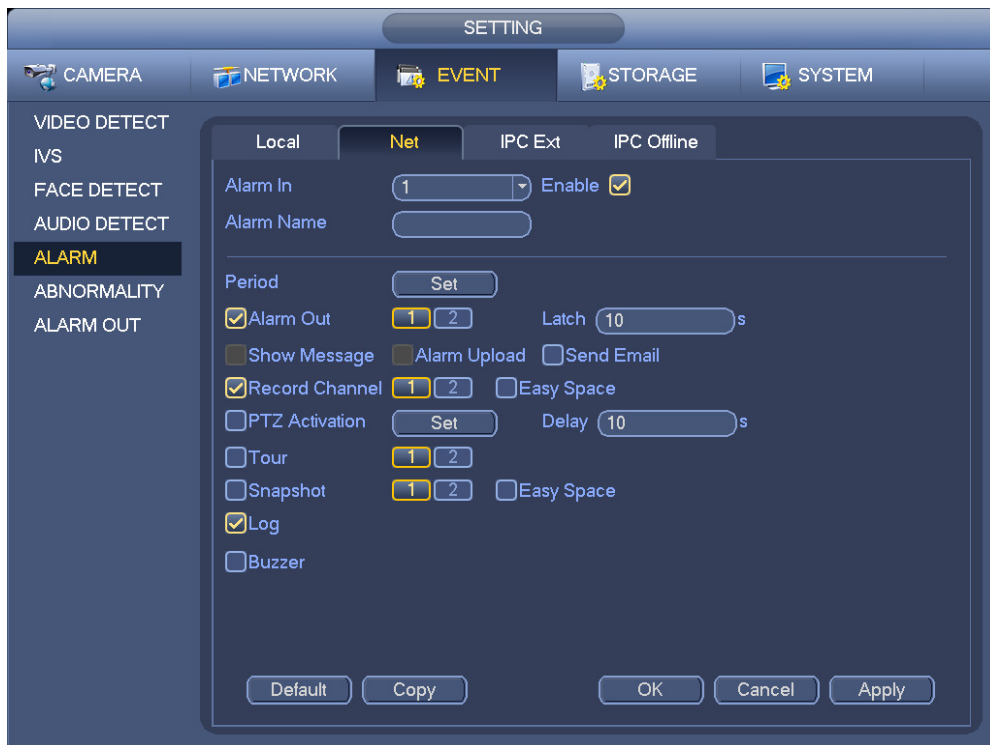 SETTING
CAMERA NETWORK EVENT STORAGE SYSTEM
VIDEO DETECT
IVS
FACE DETECT
AUDIO DETECT
ALARM
ABNORMALITY
ALARM OUT
Local Net IPC Ext IPC Offline
Alarm In 1 Enable
Alarm Name
Period Set
Alarm Out 1 2 Latch 10 s
Show Message Alarm Upload Send Email
Record Channel 1 2 Easy Space
PTZ Activation Set Delay 10 s
Tour 1 2
Snapshot 1 2 Easy Space
Log
Buzzer
Default Copy OK Cancel Apply